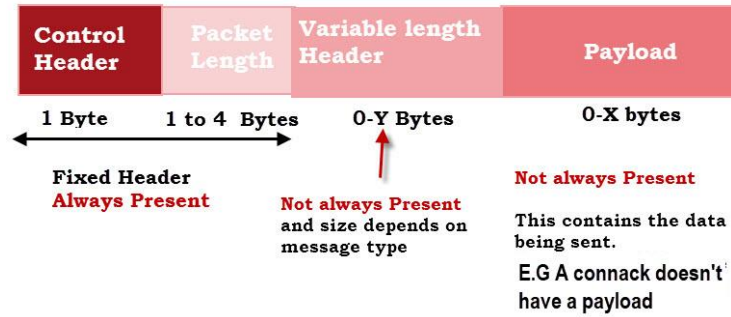 Control Header
Packet Length
Variable length Header
Payload
1 Byte
1 to 4 Bytes
0-Y Bytes
0-X bytes
Fixed Header
Always Present
Not always Present
and size depends on
message type
Not always Present
This contains the data
being sent.
E.G A connack doesn't
have a payload